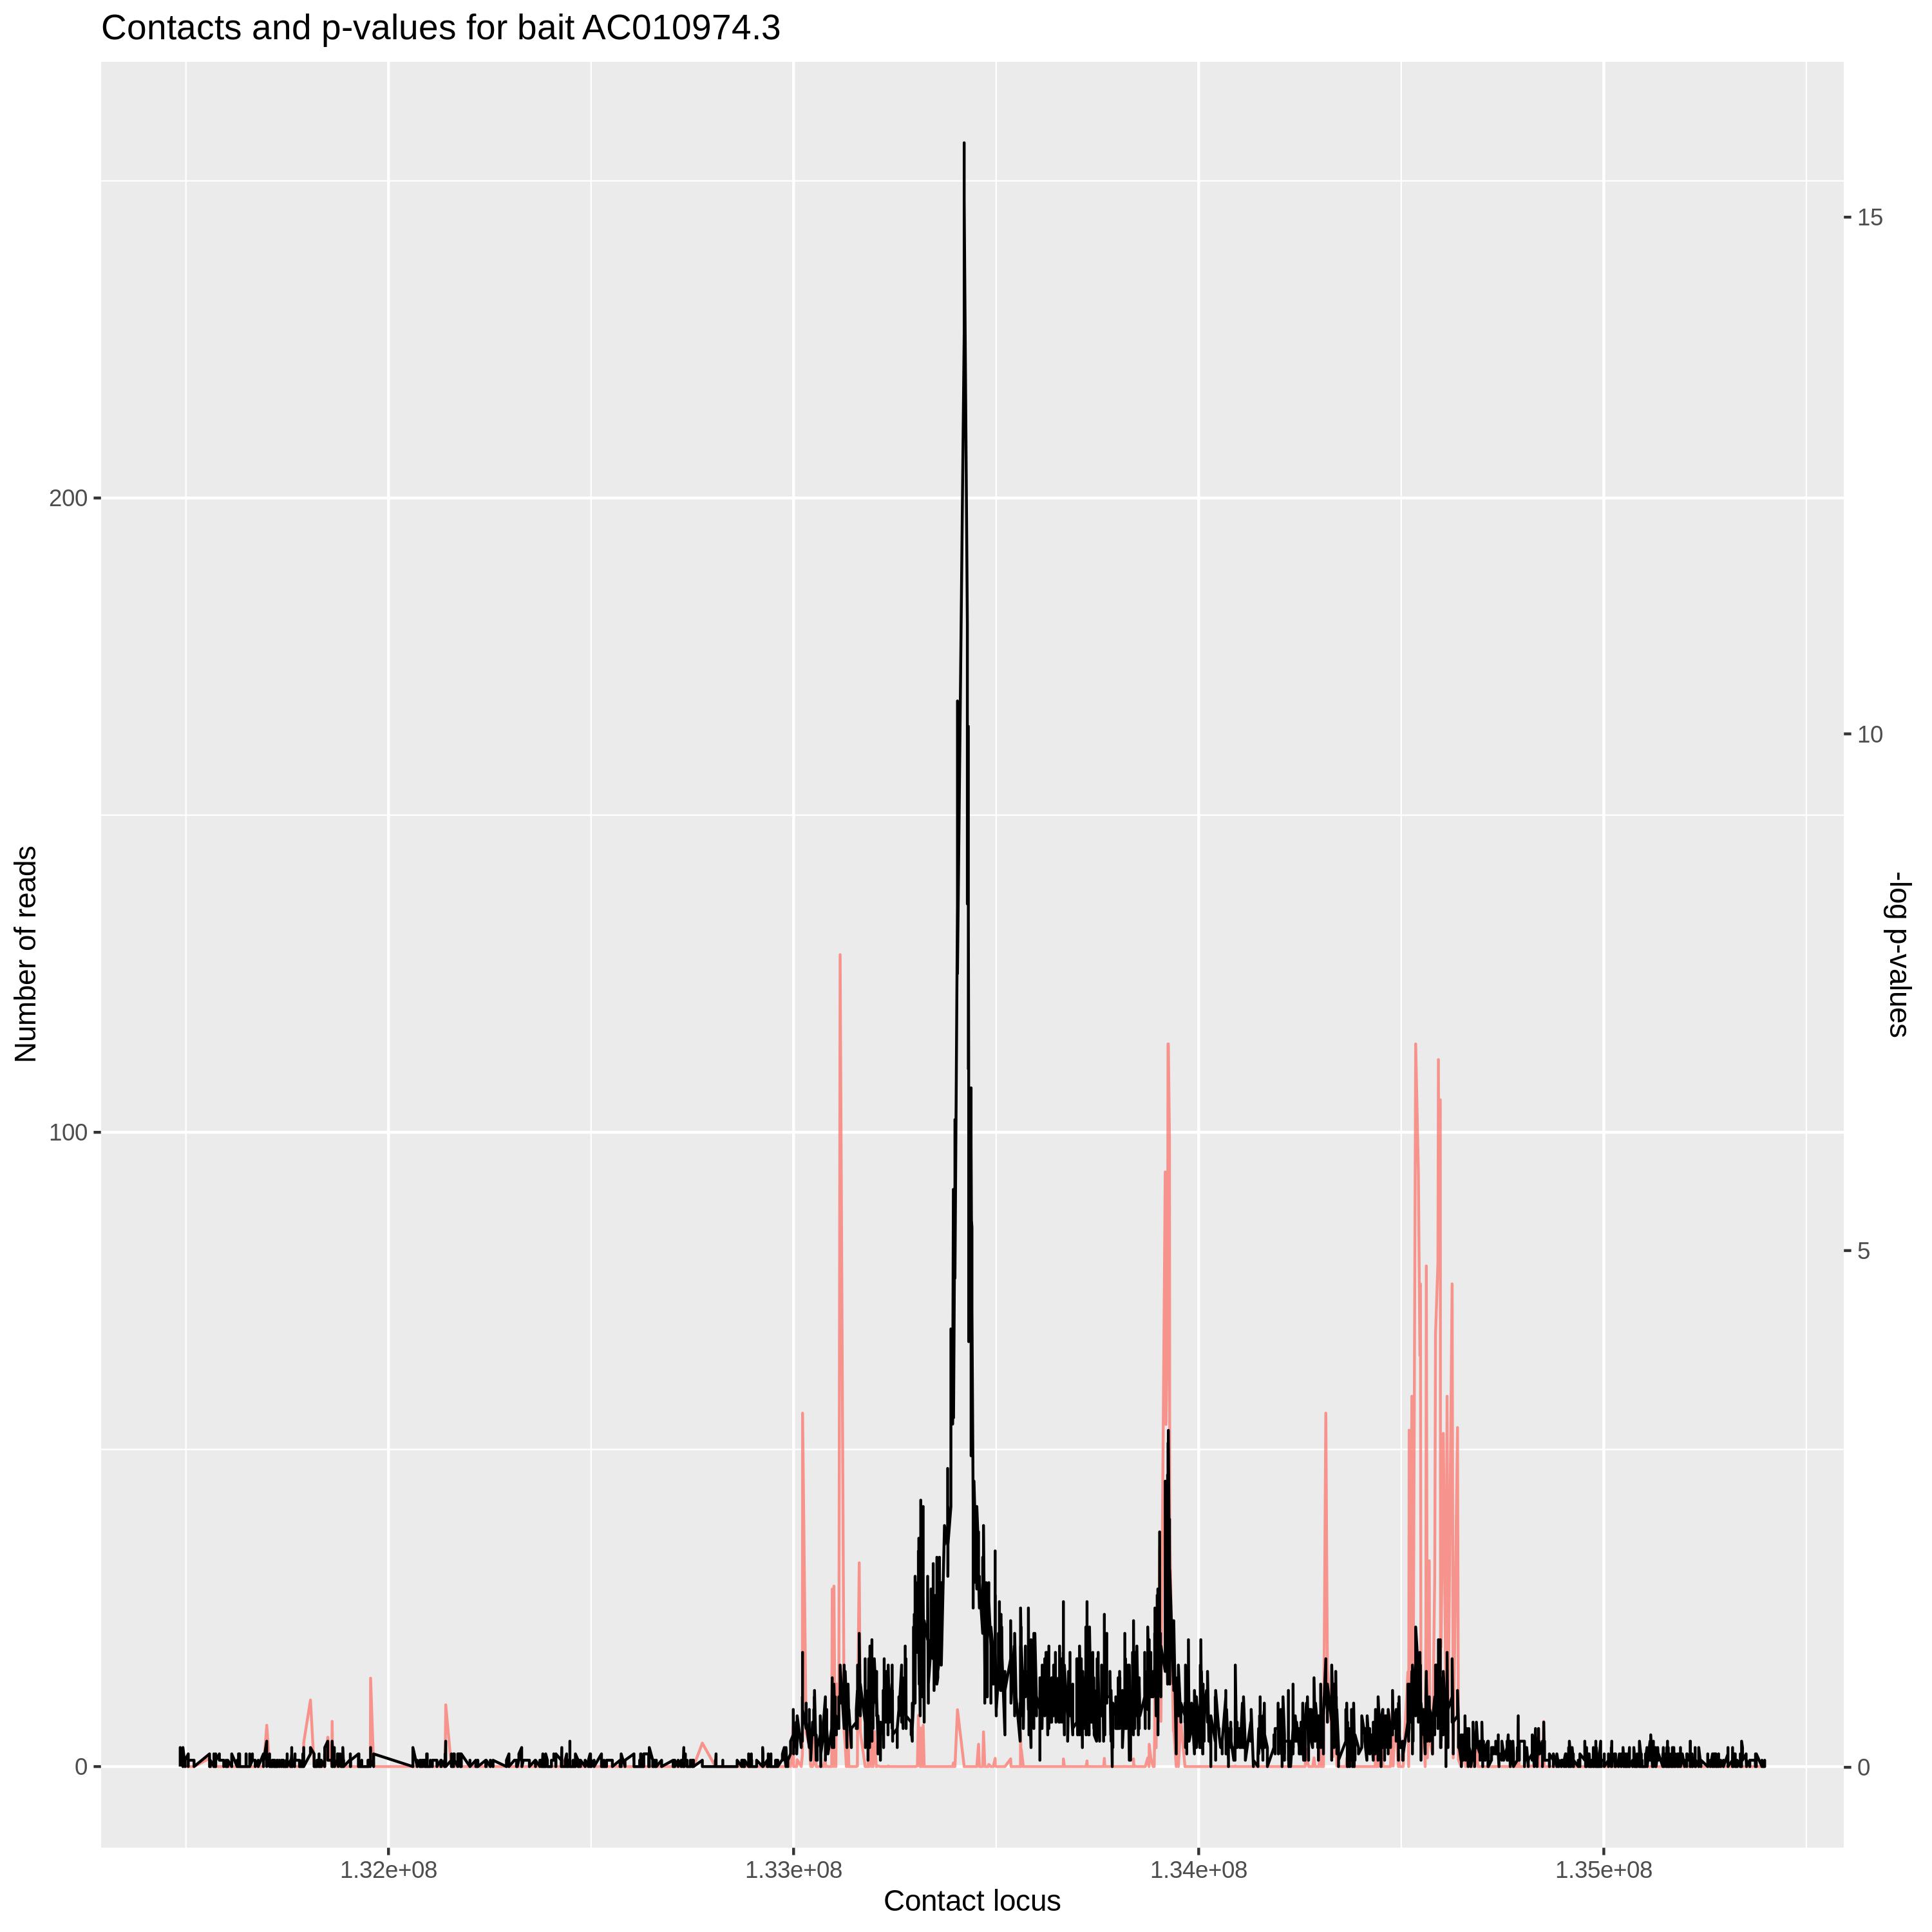 Contacts and p-values for bait AC010974.3
200
100
0
Number of reads
15
10
5
0
-log p-values
1.32e+08
1.33e+08
1.34e+08
1.35e+08
Contact locus